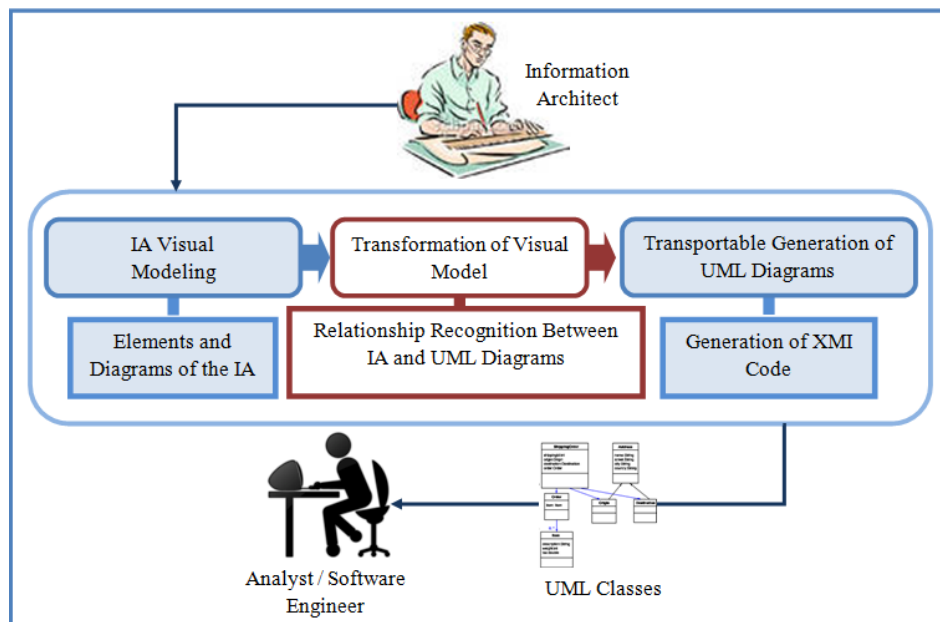 Information
Architect
IA Visual
Modeling
Transformation of Visual
Model
Transportable Generation of
UML Diagrams
Elements and
Diagrams of the IA
Relationship Recognition Between
IA and UML Diagrams
Generation of XMI
Code
Analyst / Software
Engineer
UML Classes